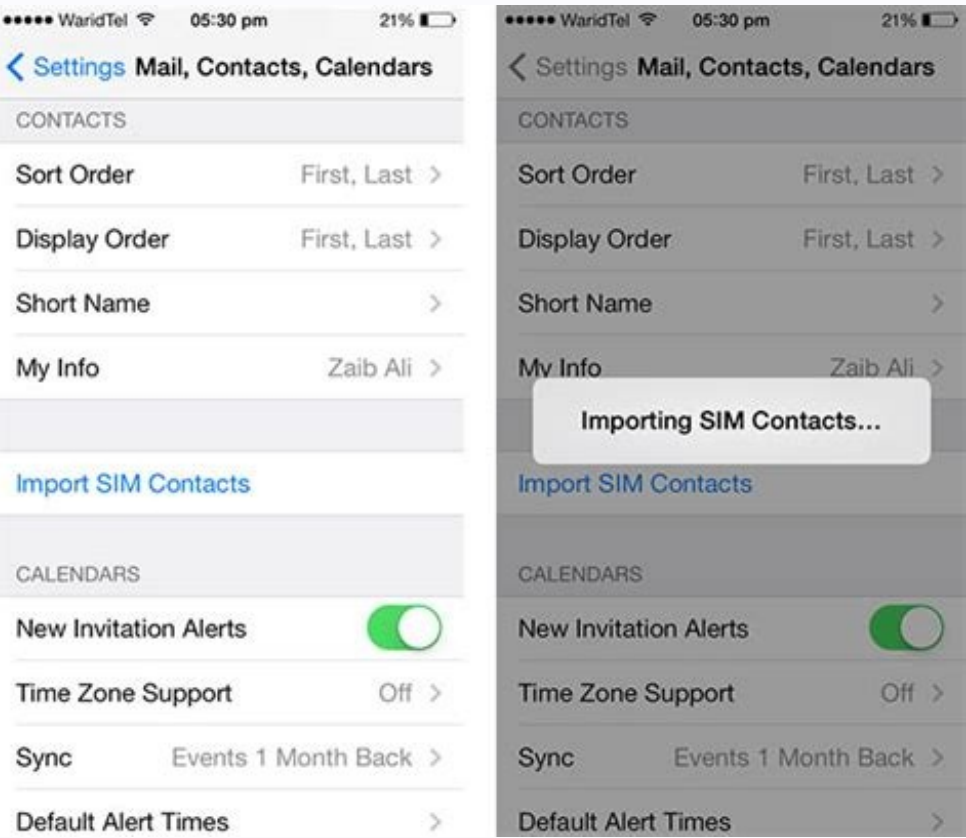 WaridTel 05:30 pm 21%
Settings Mail, Contacts, Calendars
CONTACTS
Sort Order First, Last
Display Order First, Last
Short Name
My Info Zaib Ali
Import SIM Contacts
CALENDARS
New Invitation Alerts
Time Zone Support Off
Sync Events 1 Month Back
Default Alert Times
WaridTel 05:30 pm 21%
Settings Mail, Contacts, Calendars
CONTACTS
Sort Order First, Last
Display Order First, Last
Short Name
My Info Zaib Ali
Importing SIM Contacts...
Import SIM Contacts
CALENDARS
New Invitation Alerts
Time Zone Support Off
Sync Events 1 Month Back
Default Alert Times